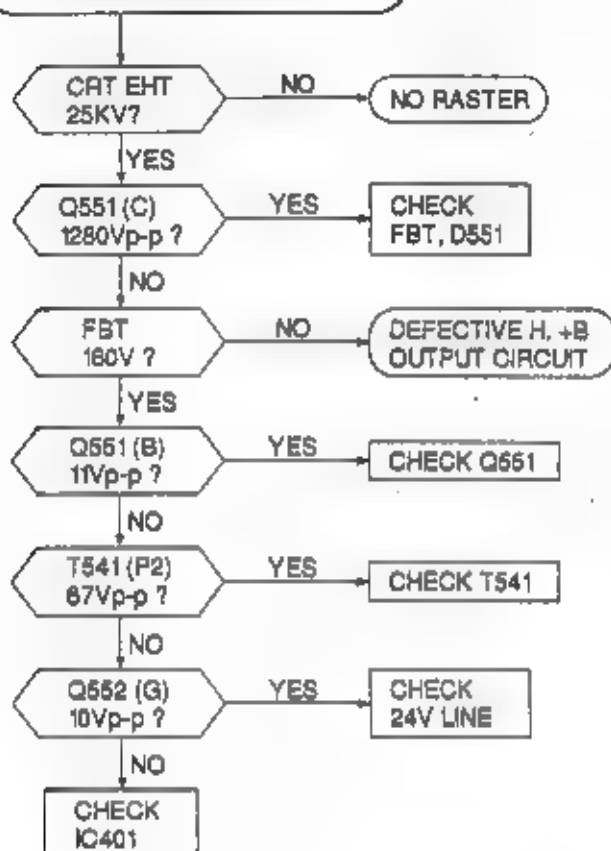 CRT EHT
25KV?
NO
NO RASTER
YES
Q551 (C)
1280Vp-p ?
YES
CHECK
FBT, D551
NO
FBT
160V ?
NO
DEFECTIVE H, +B
OUTPUT CIRCUIT
YES
Q551 (B)
11Vp-p ?
YES
CHECK Q551
NO
T541 (P2)
67Vp-p ?
YES
CHECK T541
NO
Q552 (G)
10Vp-p ?
YES
CHECK
24V LINE
NO
CHECK
IC401